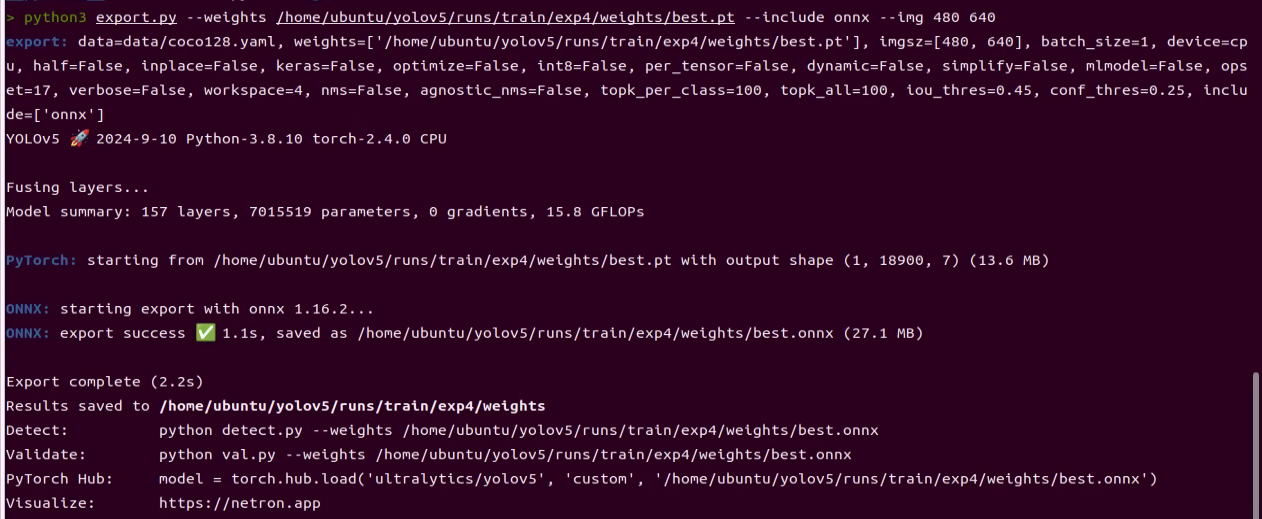 > python3 export.py --weights /home/ubuntu/yolov5/runs/train/exp4/weights/best.pt --include onnx --img 480 640
export: data=data/coco128.yaml, weights=['/home/ubuntu/yolov5/runs/train/exp4/weights/best.pt'], imgsz=[480, 640], batch_size=1, device=cp
u, half=False, inplace=False, keras=False, optimize=False, int8=False, per_tensor=False, dynamic=False, simplify=False, mlmodel=False, ops
et=17, verbose=False, workspace=4, nms=False, agnostic_nms=False, topk_per_class=100, topk_all=100, iou_thres=0.45, conf_thres=0.25, inclu
de=['onnx']
YOLOv5 🚀 2024-9-10 Python-3.8.10 torch-2.4.0 CPU
Fusing layers...
Model summary: 157 layers, 7015519 parameters, 0 gradients, 15.8 GFLOPs
PyTorch: starting from /home/ubuntu/yolov5/runs/train/exp4/weights/best.pt with output shape (1, 18900, 7) (13.6 MB)
ONNX: starting export with onnx 1.16.2...
ONNX: export success ✅ 1.1s, saved as /home/ubuntu/yolov5/runs/train/exp4/weights/best.onnx (27.1 MB)
Export complete (2.2s)
Results saved to /home/ubuntu/yolov5/runs/train/exp4/weights
Detect: python detect.py --weights /home/ubuntu/yolov5/runs/train/exp4/weights/best.onnx
Validate: python val.py --weights /home/ubuntu/yolov5/runs/train/exp4/weights/best.onnx
PyTorch Hub: model = torch.hub.load('ultralytics/yolov5', 'custom', '/home/ubuntu/yolov5/runs/train/exp4/weights/best.onnx')
Visualize: https://netron.app